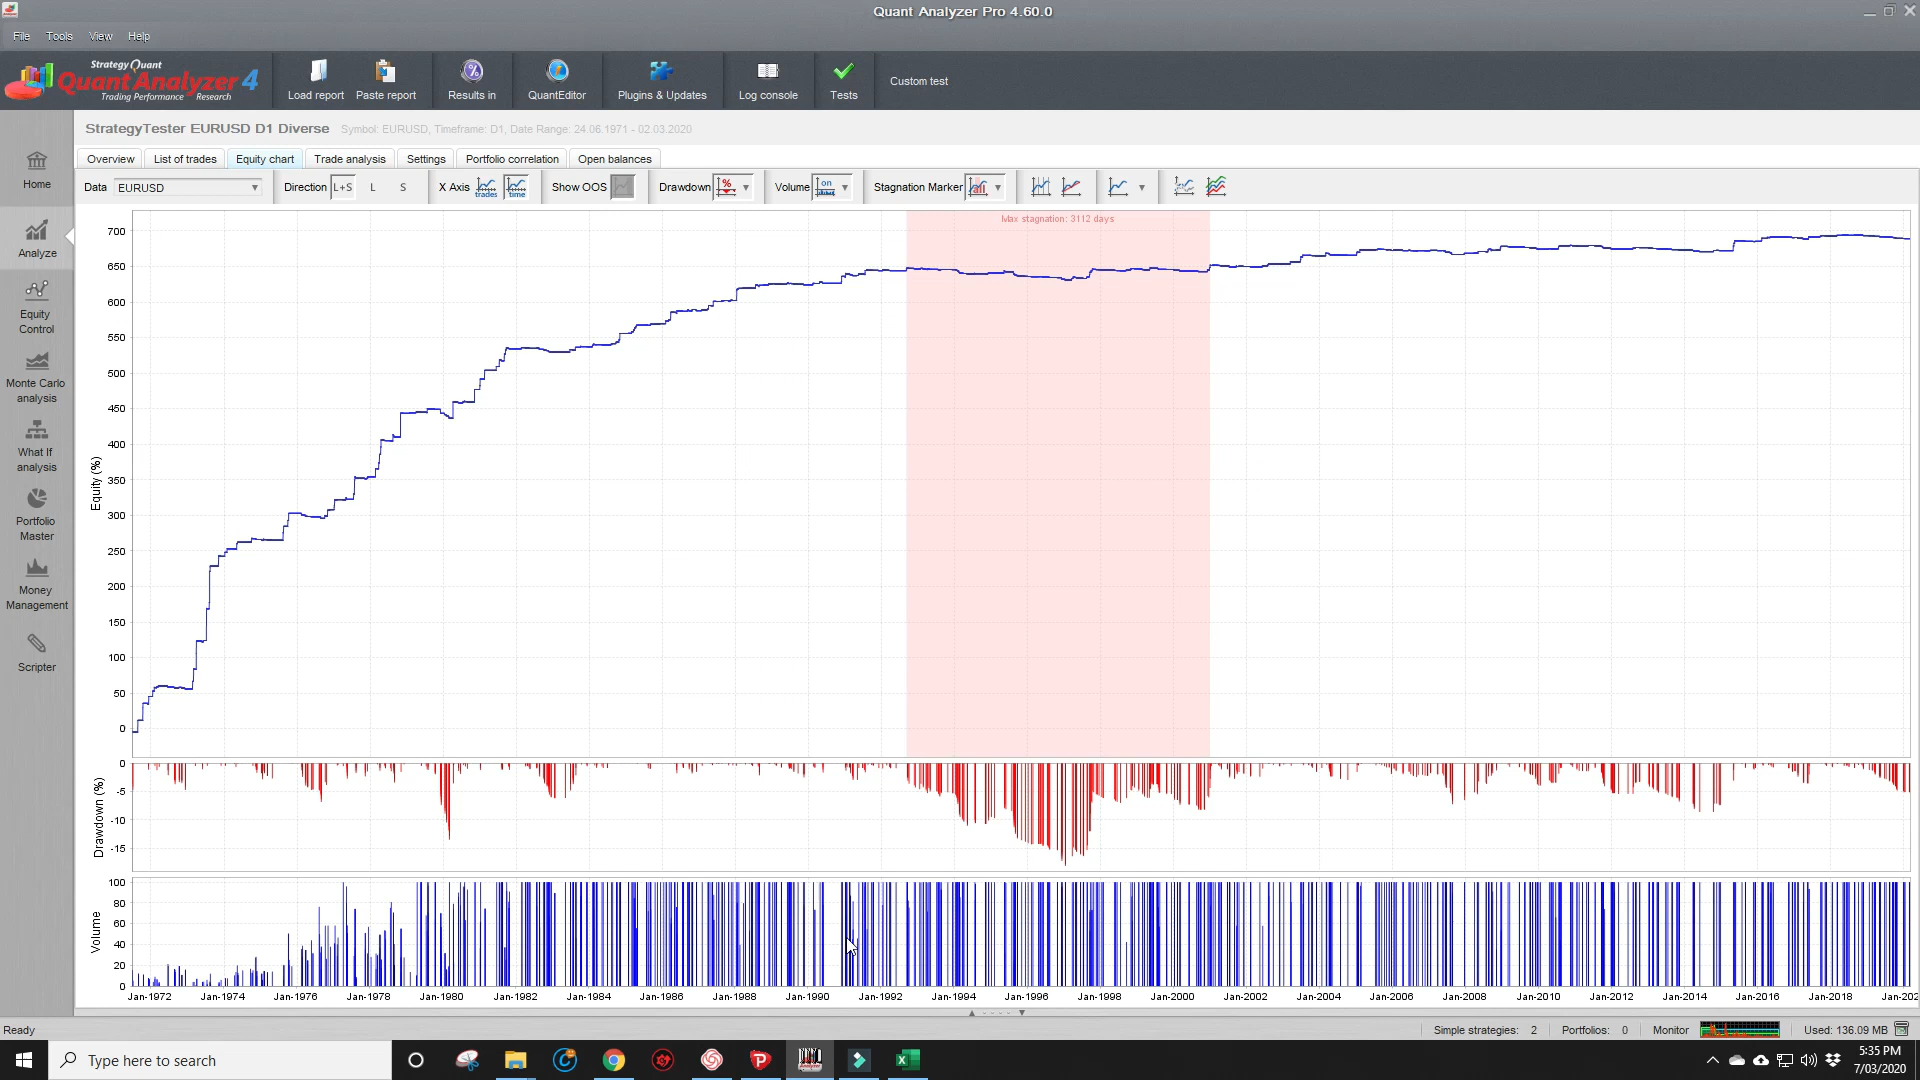 Quant Analyzer Pro 4.60.0
File Tools View Help
StrategyQuant
QuantAnalyzer 4
Trading Performance Research
Load report Paste report Results in QuantEditor Plugins & Updates Log console Tests Custom test
StrategyTester EURUSD D1 Diverse Symbol: EURUSD, Timeframe: D1, Date Range: 24.06.1971 - 02.03.2020
Overview List of trades Equity chart Trade analysis Settings Portfolio correlation Open balances
Data EURUSD Direction L+S L S X Axis trades time Show OOS Drawdown % Volume on Stagnation Marker
Home
Analyze
Equity
Control
Monte Carlo
analysis
What If
analysis
Portfolio
Master
Money
Management
Scripter
Max stagnation: 3112 days
700
650
600
550
500
450
400
350
300
250
200
150
100
50
0
Equity (%)
0
-5
-10
-15
Drawdown (%)
100
80
60
40
20
0
Volume
Jan-1972 Jan-1974 Jan-1976 Jan-1978 Jan-1980 Jan-1982 Jan-1984 Jan-1986 Jan-1988 Jan-1990 Jan-1992 Jan-1994 Jan-1996 Jan-1998 Jan-2000 Jan-2002 Jan-2004 Jan-2006 Jan-2008 Jan-2010 Jan-2012 Jan-2014 Jan-2016 Jan-2018 Jan-202
Ready Simple strategies: 2 Portfolios: 0 Monitor Used: 136.09 MB
Type here to search
5:35 PM
7/03/2020